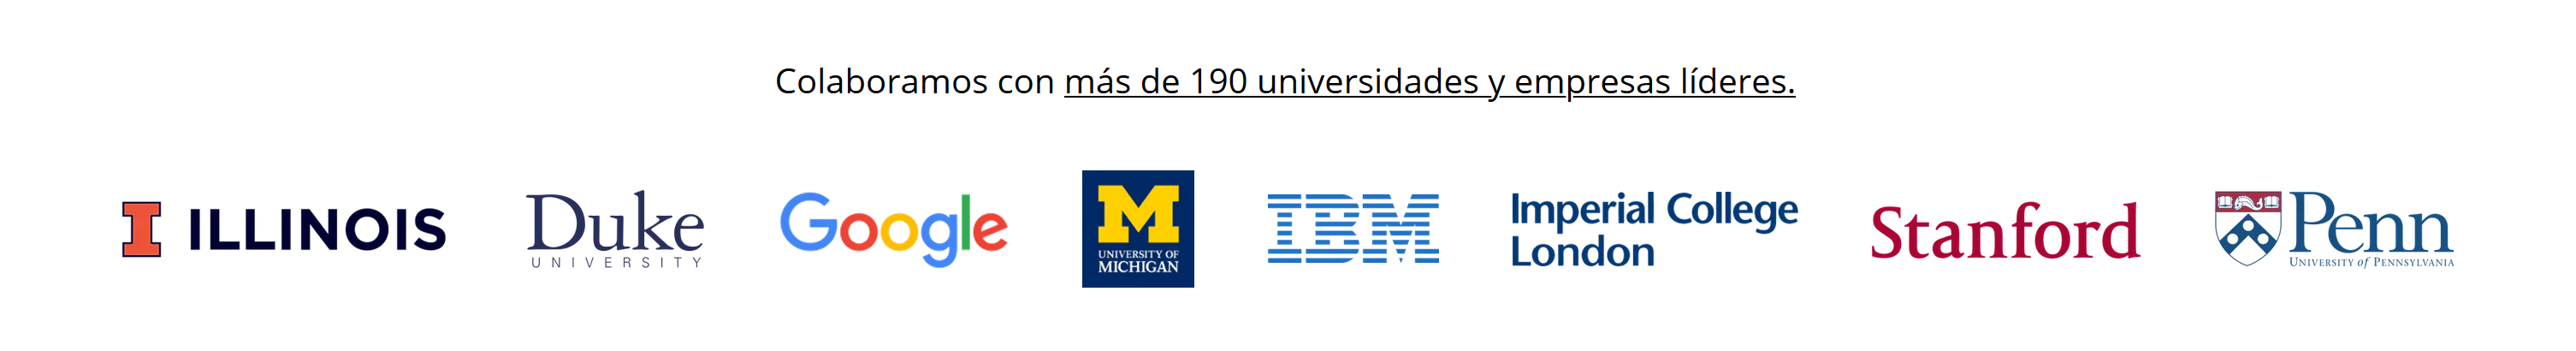 Colaboramos con más de 190 universidades y empresas líderes.
I ILLINOIS
Duke
UNIVERSITY
Google
M
UNIVERSITY OF
MICHIGAN
IBM
Imperial College
London
Stanford
Penn
UNIVERSITY of PENNSYLVANIA